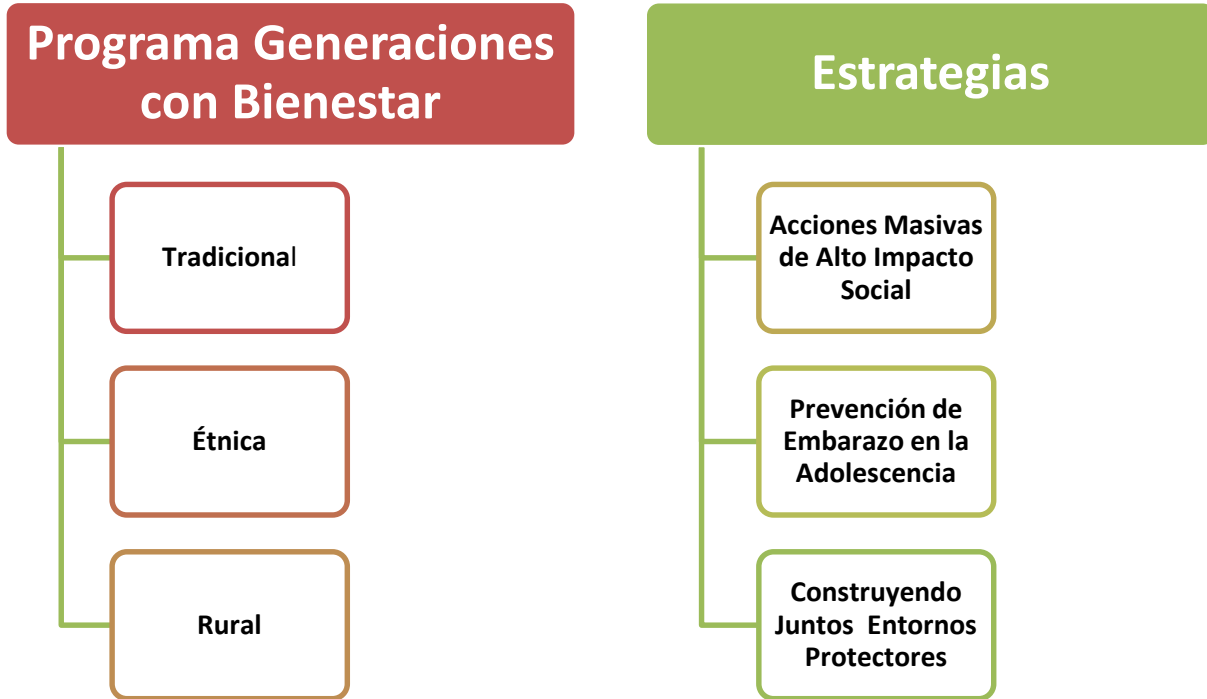 Programa Generaciones
con Bienestar
Tradicional
Étnica
Rural
Estrategias
Acciones Masivas
de Alto Impacto
Social
Prevención de
Embarazo en la
Adolescencia
Construyendo
Juntos Entornos
Protectores